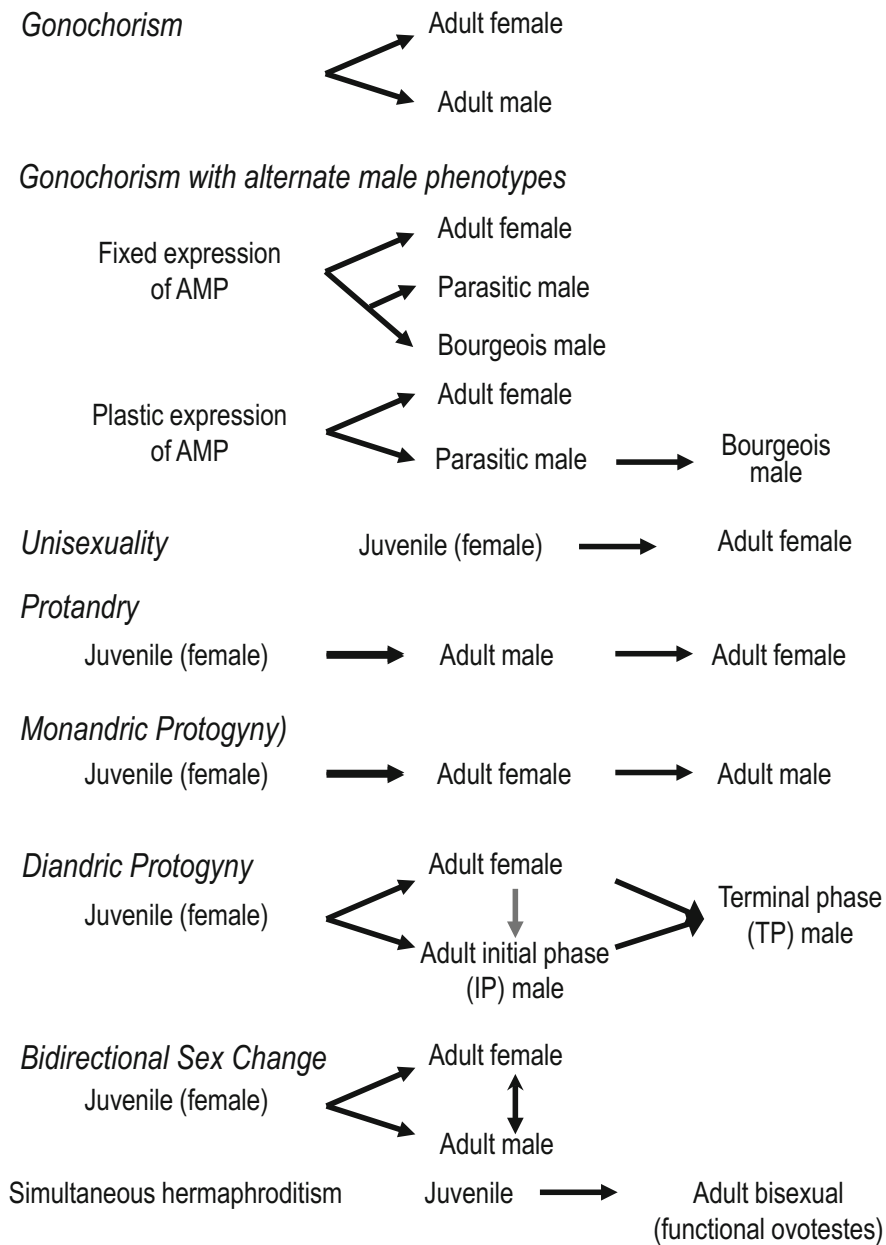 Gonochorism
Adult female
Adult male
Gonochorism with alternate male phenotypes
Fixed expression
of AMP
Adult female
Parasitic male
Bourgeois male
Plastic expression
of AMP
Adult female
Parasitic male
Bourgeois
male
Unisexuality
Juvenile (female)
Adult female
Protandry
Juvenile (female)
Adult male
Adult female
Monandric Protogyny)
Juvenile (female)
Adult female
Adult male
Diandric Protogyny
Juvenile (female)
Adult female
Adult initial phase
(IP) male
Terminal phase
(TP) male
Bidirectional Sex Change
Juvenile (female)
Adult female
Adult male
Simultaneous hermaphroditism
Juvenile
Adult bisexual
(functional ovotestes)